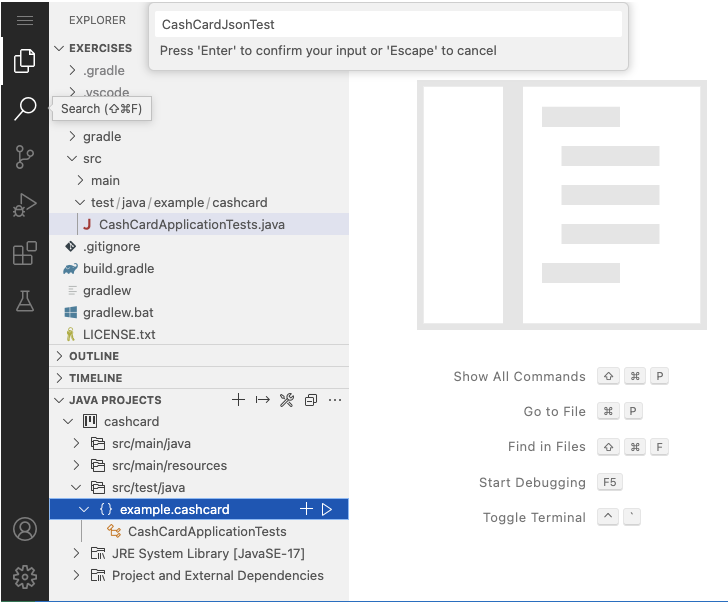 EXPLORER
CashCardJsonTest
Press 'Enter' to confirm your input or 'Escape' to cancel
EXERCISES
.gradle
.vscode
Search (⇧⌘F)
gradle
src
main
test/java/example/cashcard
J CashCardApplicationTests.java
.gitignore
build.gradle
gradlew
gradlew.bat
LICENSE.txt
OUTLINE
TIMELINE
JAVA PROJECTS
cashcard
src/main/java
src/main/resources
src/test/java
{} example.cashcard
CashCardApplicationTests
JRE System Library [JavaSE-17]
Project and External Dependencies
Show All Commands ⇧ ⌘ P
Go to File ⌘ P
Find in Files ⇧ ⌘ F
Start Debugging F5
Toggle Terminal ^ `